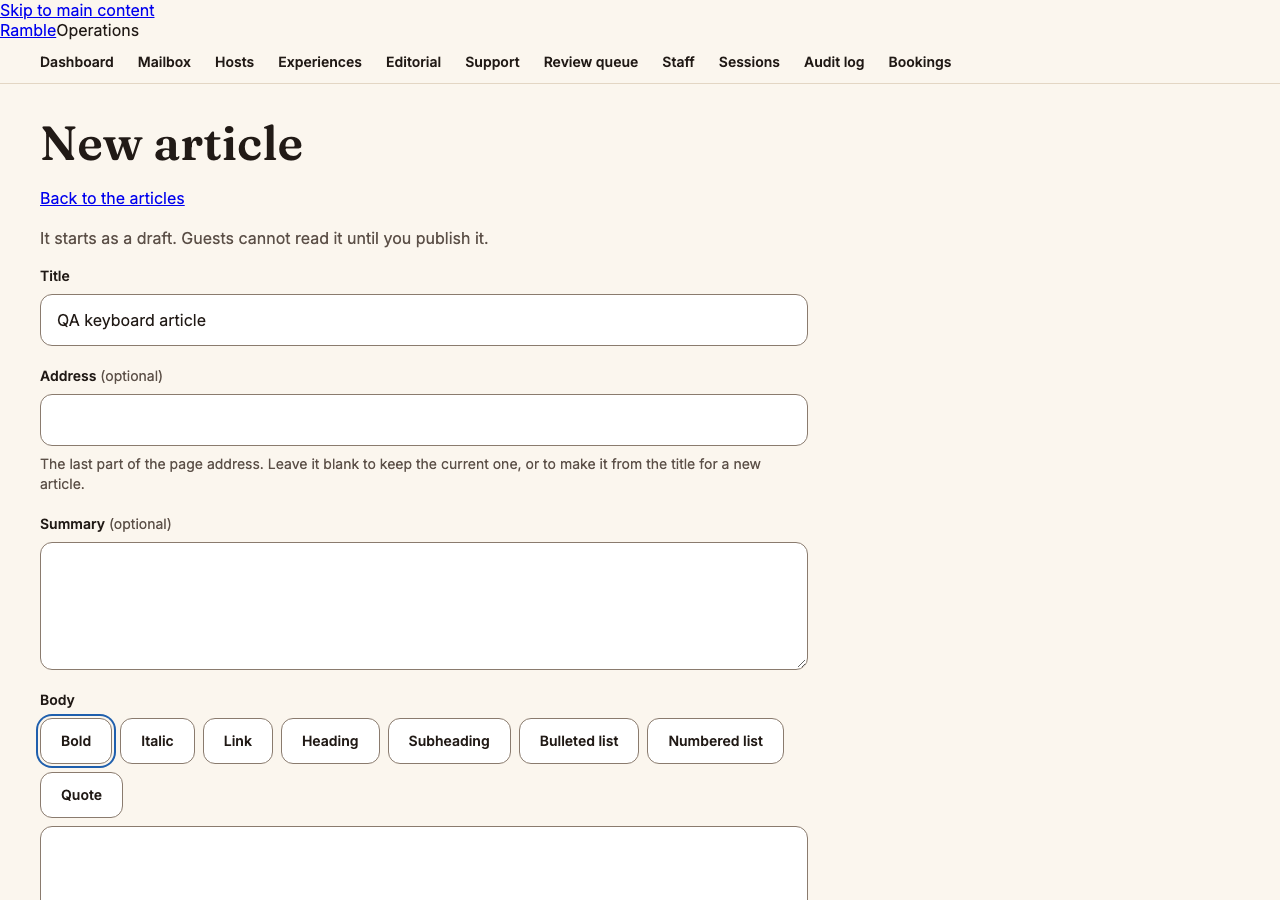 Skip to main content
RambleOperations
Dashboard Mailbox Hosts Experiences Editorial Support Review queue Staff Sessions Audit log Bookings
New article
Back to the articles
It starts as a draft. Guests cannot read it until you publish it.
Title
QA keyboard article
Address (optional)
The last part of the page address. Leave it blank to keep the current one, or to make it from the title for a new
article.
Summary (optional)
Body
Bold Italic Link Heading Subheading Bulleted list Numbered list
Quote